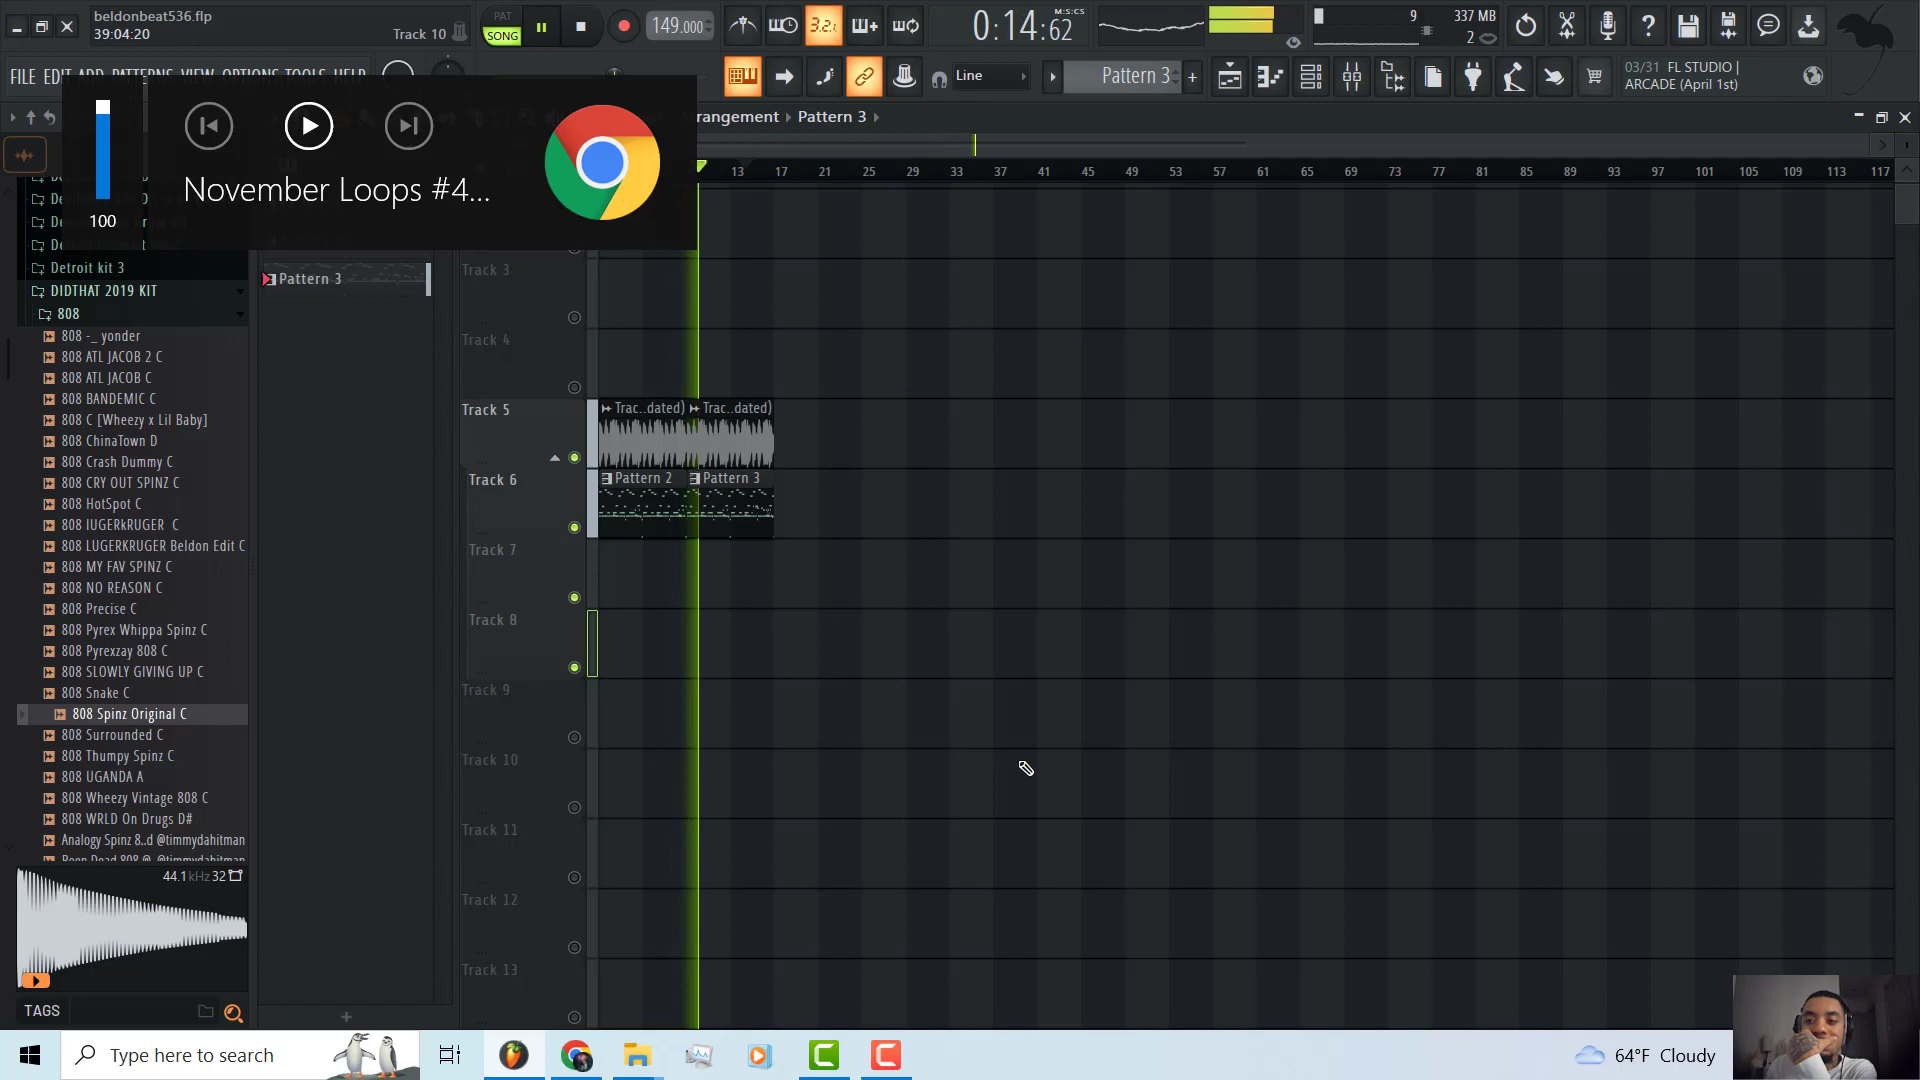 beldonbeat536.flp
39:04:20
Track 10
PAT
SONG
149.000
3.2.1
0:14:62
M:S:CS
9
337 MB
2
FILE EDIT ADD PATTERNS VIEW OPTIONS TOOLS HELP
Line
Pattern 3
03/31 FL STUDIO |
ARCADE (April 1st)
November Loops #4...
100
rangement
Pattern 3
13 17 21 25 29 33 37 41 45 49 53 57 61 65 69 73 77 81 85 89 93 97 101 105 109 113 117
Detroit kit 3
DIDTHAT 2019 KIT
808
808 -_ yonder
808 ATL JACOB 2 C
808 ATL JACOB C
808 BANDEMIC C
808 C [Wheezy x Lil Baby]
808 ChinaTown D
808 Crash Dummy C
808 CRY OUT SPINZ C
808 HotSpot C
808 IUGERkRUGER C
808 LUGERKRUGER Beldon Edit C
808 MY FAV SPINZ C
808 NO REASON C
808 Precise C
808 Pyrex Whippa Spinz C
808 Pyrexzay 808 C
808 SLOWLY GIVING UP C
808 Snake C
808 Spinz Original C
808 Surrounded C
808 Thumpy Spinz C
808 UGANDA A
808 Wheezy Vintage 808 C
808 WRLD On Drugs D#
Analogy Spinz 8..d @timmydahitman
44.1kHz 32
TAGS
Pattern 3
Track 3
Track 4
Track 5
Trac..dated)
Trac..dated)
Track 6
Pattern 2
Pattern 3
Track 7
Track 8
Track 9
Track 10
Track 11
Track 12
Track 13
Type here to search
64°F Cloudy